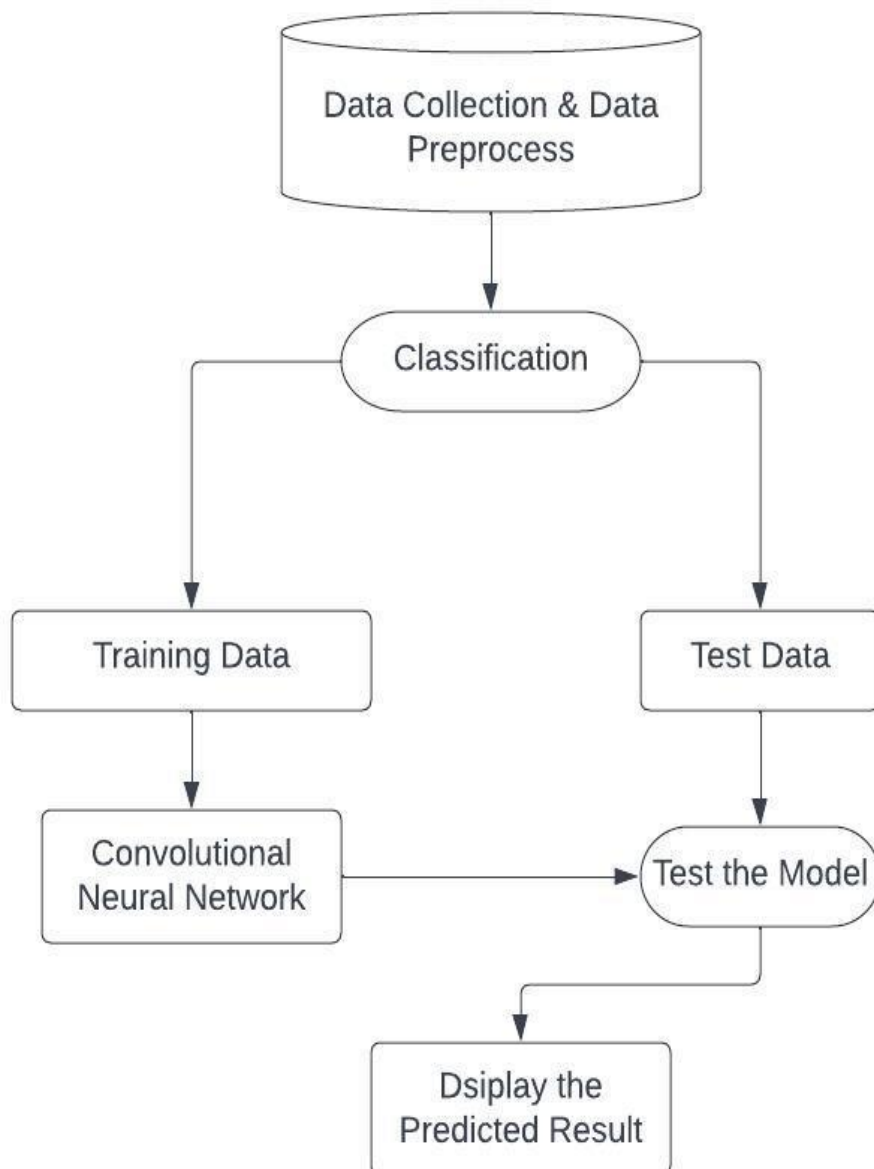 Data Collection & Data
Preprocess
Classification
Training Data
Test Data
Convolutional
Neural Network
Test the Model
Dsiplay the
Predicted Result